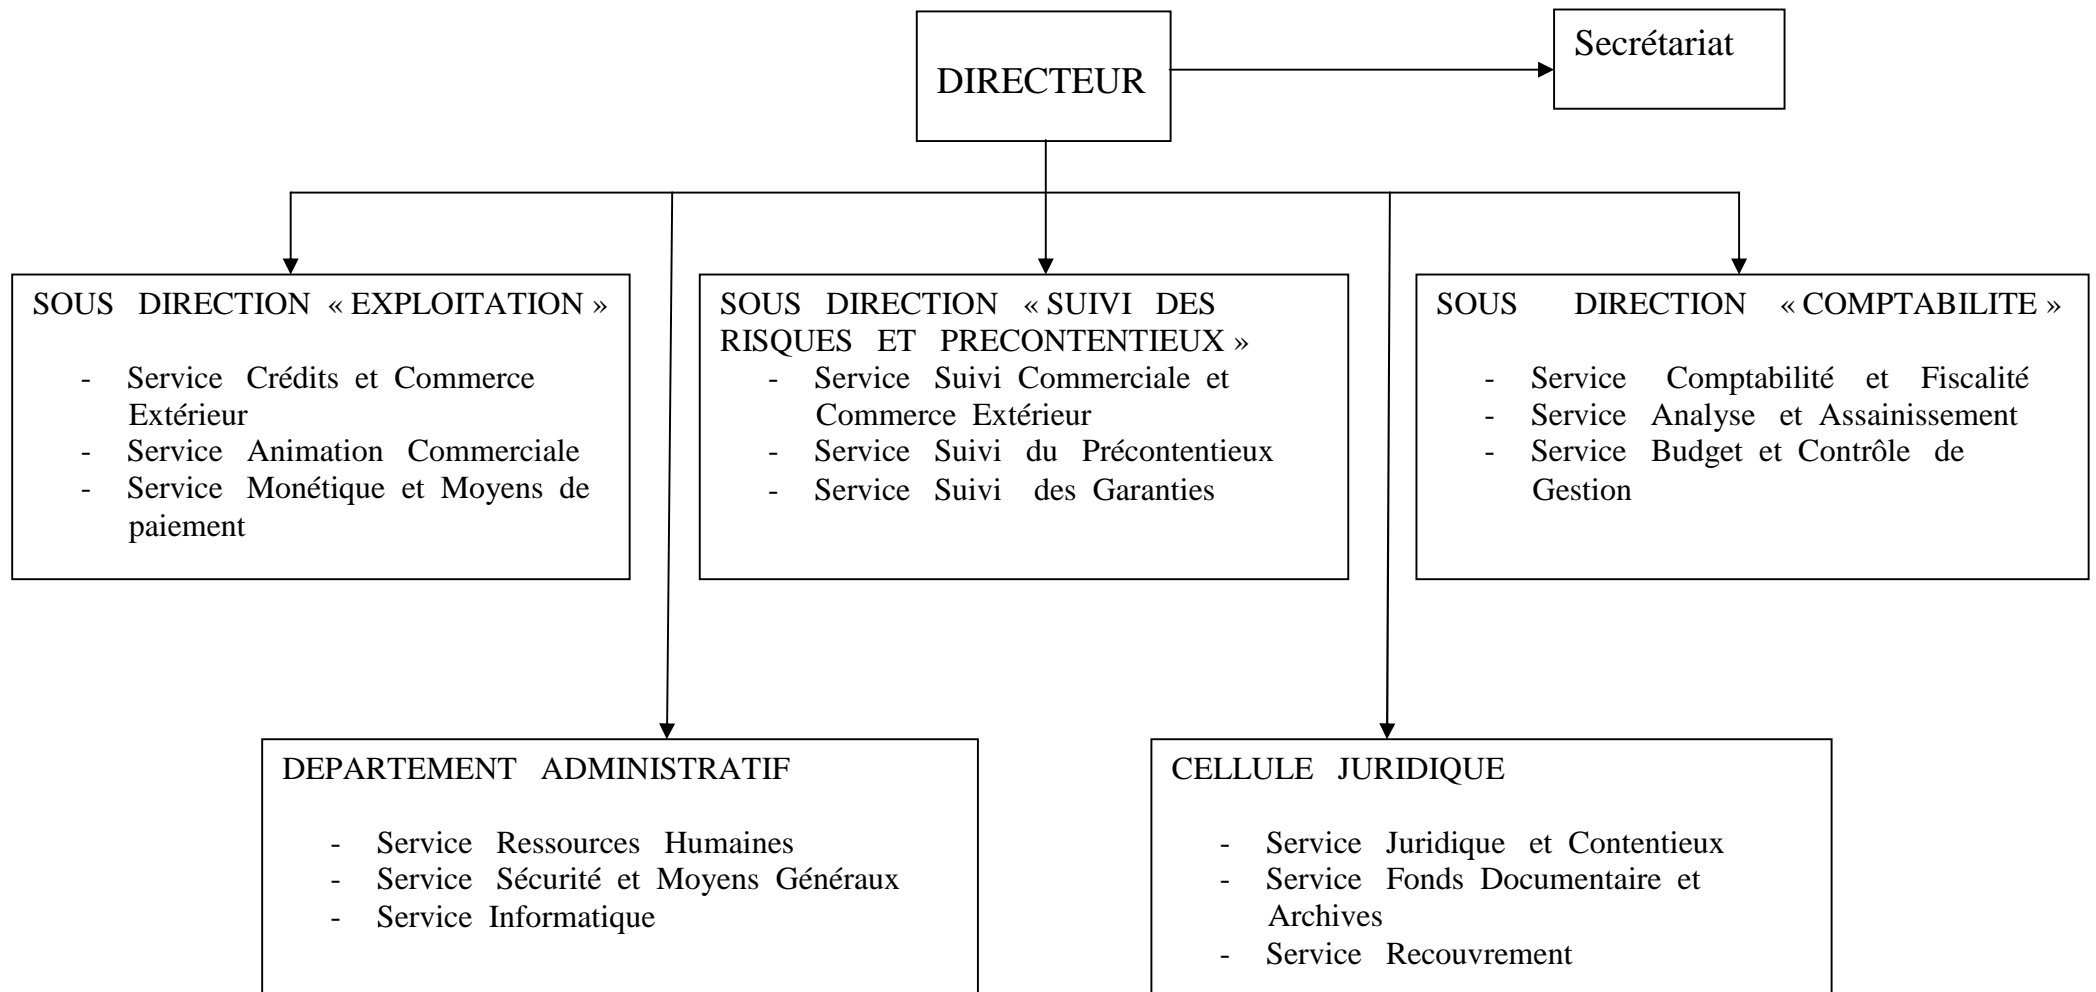 DIRECTEUR
Secrétariat
SOUS DIRECTION « EXPLOITATION »
- Service Crédits et Commerce
Extérieur
- Service Animation Commerciale
- Service Monétique et Moyens de
paiement
SOUS DIRECTION « SUIVI DES
RISQUES ET PRECONTENTIEUX »
- Service Suivi Commerciale et
Commerce Extérieur
- Service Suivi du Précontentieux
- Service Suivi des Garanties
SOUS DIRECTION « COMPTABILITE »
- Service Comptabilité et Fiscalité
- Service Analyse et Assainissement
- Service Budget et Contrôle de
Gestion
DEPARTEMENT ADMINISTRATIF
- Service Ressources Humaines
- Service Sécurité et Moyens Généraux
- Service Informatique
CELLULE JURIDIQUE
- Service Juridique et Contentieux
- Service Fonds Documentaire et
Archives
- Service Recouvrement